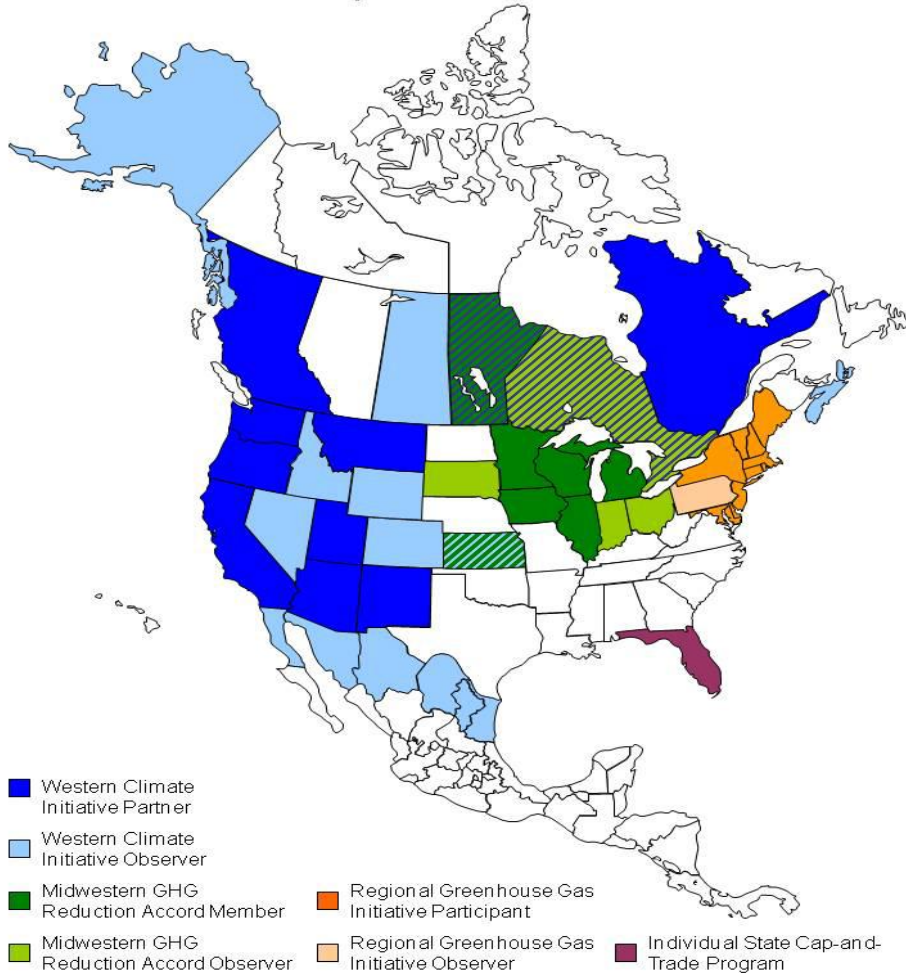 Western Climate
Initiative Partner
Western Climate
Initiative Observer
Midwestern GHG
Reduction Accord Member
Midwestern GHG
Reduction Accord Observer
Regional Greenhouse Gas
Initiative Participant
Regional Greenhouse Gas
Initiative Observer
Individual State Cap-and-
Trade Program